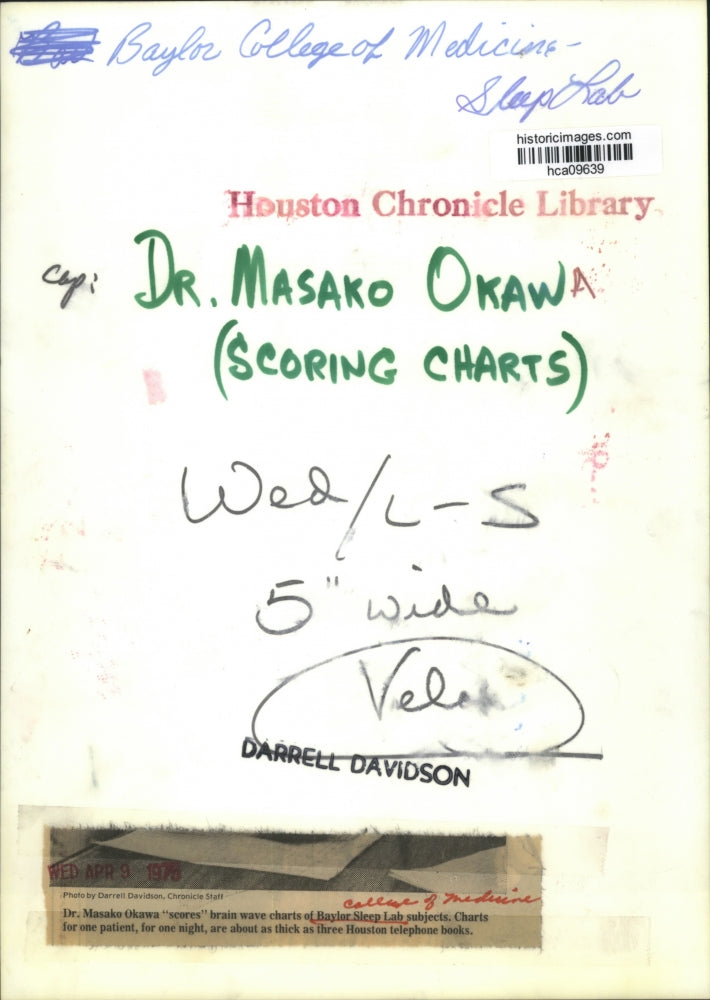 Baylor College of Medicine -
Sleep Lab
historicimages.com
hca09639
Houston Chronicle Library
Cap:
DR. MASAKO OKAWA
(SCORING CHARTS)
Wed/L-S
5" wide
DARRELL DAVIDSON
WED APR 9
Photo by Darrell Davidson, Chronicle Staff
college of medicine
Dr. Masako Okawa "scores" brain wave charts of Baylor Sleep Lab subjects. Charts
for one patient, for one night, are about as thick as three Houston telephone books.